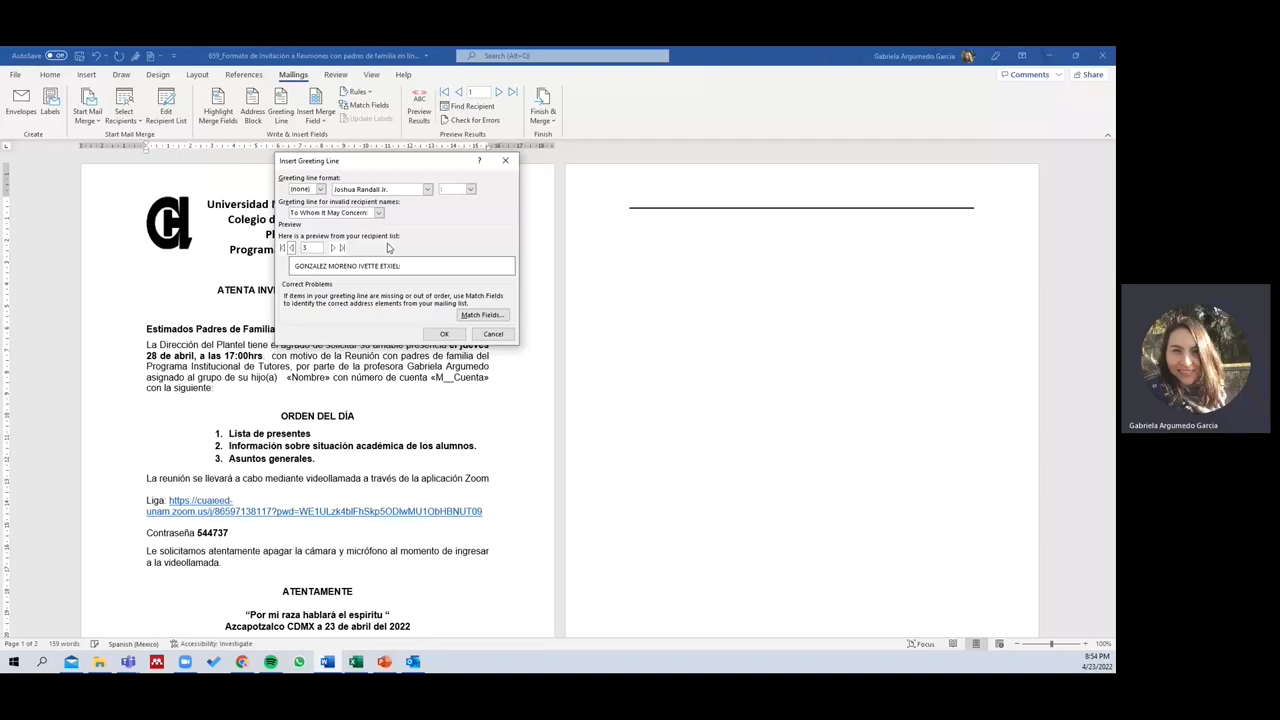 AutoSave Off
659_Formato de Invitación a Reuniones con padres de familia en lín...
Search (Alt+Q)
Gabriela Argumedo Garcia
File Home Insert Draw Design Layout References Mailings Review View Help
Comments Share
Envelopes Labels
Start Mail Merge
Select Recipients
Edit Recipient List
Highlight Merge Fields
Address Block
Greeting Line
Insert Merge Field
Rules
Match Fields
Update Labels
ABC
Preview Results
1
Find Recipient
Check for Errors
Finish & Merge
Create Start Mail Merge Write & Insert Fields Preview Results Finish
Insert Greeting Line
Greeting line format:
(none) Joshua Randall Jr. :
Greeting line for invalid recipient names:
To Whom It May Concern:
Preview
Here is a preview from your recipient list:
3
GONZALEZ MORENO IVETTE ETXIEL:
Correct Problems
If items in your greeting line are missing or out of order, use Match Fields
to identify the correct address elements from your mailing list.
Match Fields...
OK Cancel
Universidad N
Colegio d
Pl
Program
ATENTA INVI
Estimados Padres de Familia
La Dirección del Plantel tiene el agrado de solicitar su amable presencia el jueves
28 de abril, a las 17:00hrs. con motivo de la Reunión con padres de familia del
Programa Institucional de Tutores, por parte de la profesora Gabriela Argumedo
asignado al grupo de su hijo(a) «Nombre» con número de cuenta «M__Cuenta»
con la siguiente:
ORDEN DEL DÍA
1. Lista de presentes
2. Información sobre situación académica de los alumnos.
3. Asuntos generales.
La reunión se llevará a cabo mediante videollamada a través de la aplicación Zoom
Liga: https://cuaieed-
unam.zoom.us/j/86597138117?pwd=WE1ULzk4blFhSkp5ODIwMU1ObHBNUT09
Contraseña 544737
Le solicitamos atentamente apagar la cámara y micrófono al momento de ingresar
a la videollamada.
ATENTAMENTE
“Por mi raza hablará el espíritu “
Azcapotzalco CDMX a 23 de abril del 2022
Gabriela Argumedo Garcia
Page 1 of 2 159 words Spanish (Mexico) Accessibility: Investigate Focus 100%
8:54 PM
4/23/2022